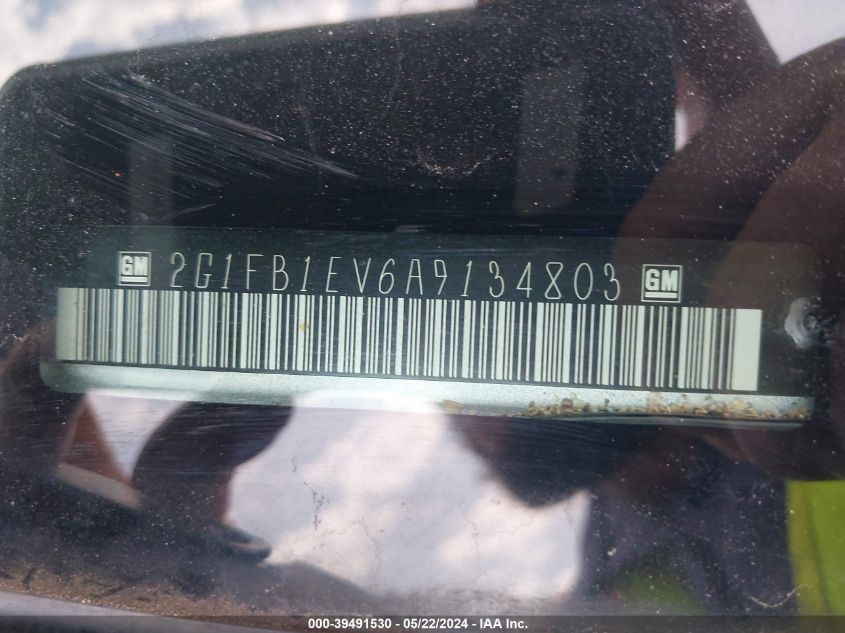 GM 2G1FB1EV6A9134803 GM
000-39491530 - 05/22/2024 - IAA Inc.